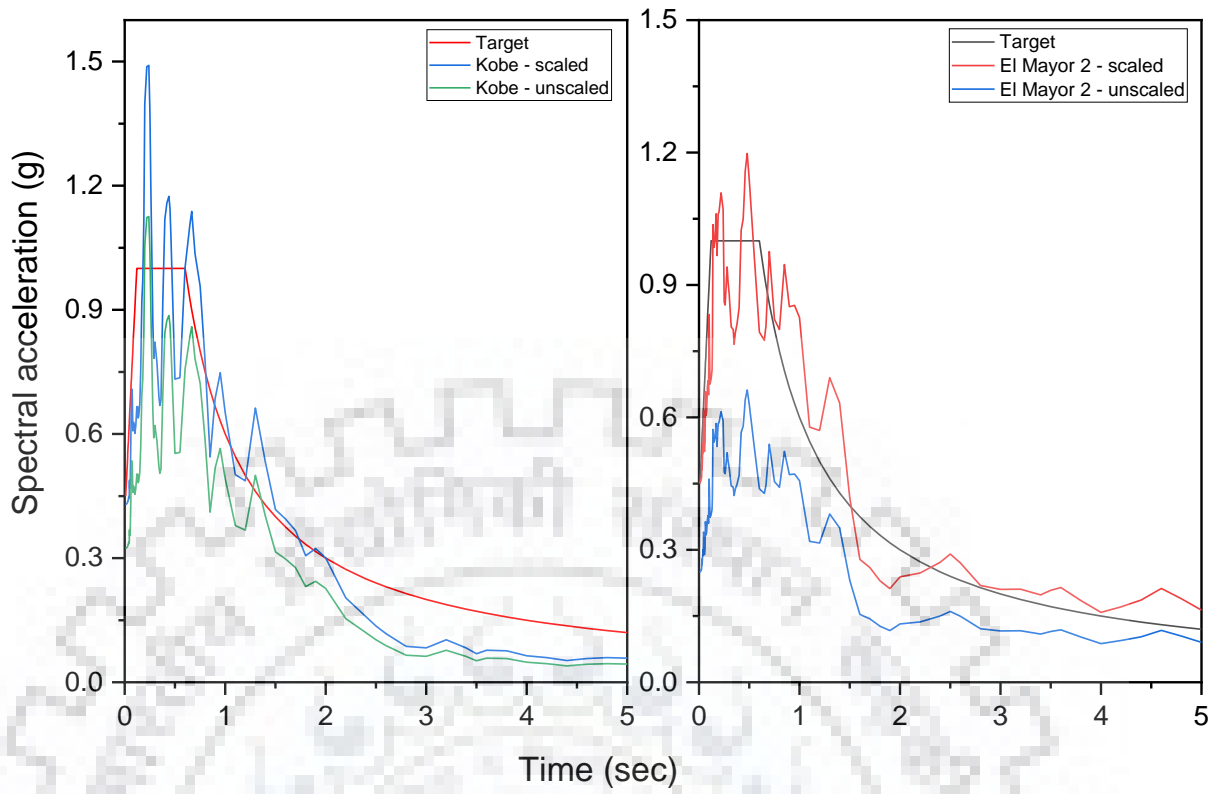 Target
Kobe - scaled
Kobe - unscaled
1.5
1.2
0.9
0.6
0.3
0.0
0 1 2 3 4 5
Target
El Mayor 2 - scaled
El Mayor 2 - unscaled
1.5
1.2
0.9
0.6
0.3
0.0
0 1 2 3 4 5
Spectral acceleration (g)
Time (sec)